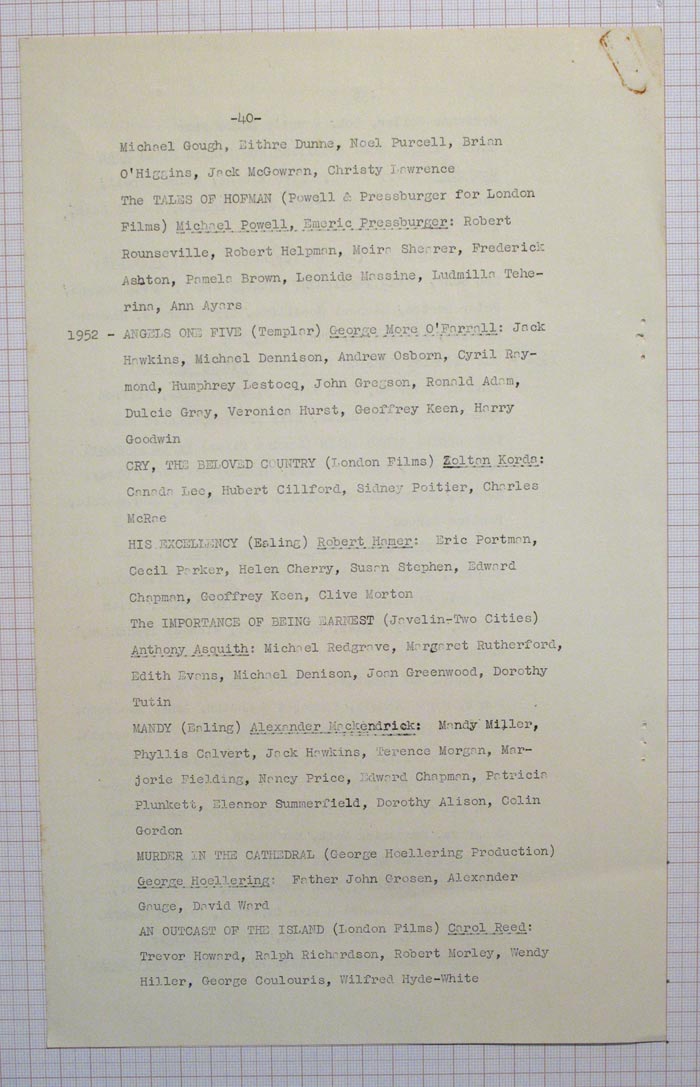 -40-
Michael Gough, Eithre Dunne, Noel Purcell, Brian
O'Higgins, Jack McGowran, Christy Lawrence
The TALES OF HOFMAN (Powell & Pressburger for London
Films) Michael Powell, Emeric Pressburger: Robert
Rounseville, Robert Helpman, Moira Shearer, Frederick
Ashton, Pamela Brown, Leonide Massine, Ludmilla Tche-
rina, Ann Ayars
1952 - ANGELS ONE FIVE (Templar) George More O'Farrall: Jack
Hawkins, Michael Dennison, Andrew Osborn, Cyril Ray-
mond, Humphrey Lestocq, John Gregson, Ronald Adam,
Dulcie Gray, Veronica Hurst, Geoffrey Keen, Harry
Goodwin
CRY, THE BELOVED COUNTRY (London Films) Zoltan Korda:
Canada Lee, Hubert Cillford, Sidney Poitier, Charles
McRae
HIS EXCELLENCY (Ealing) Robert Hamer: Eric Portman,
Cecil Parker, Helen Cherry, Susan Stephen, Edward
Chapman, Geoffrey Keen, Clive Morton
The IMPORTANCE OF BEING EARNEST (Javelin-Two Cities)
Anthony Asquith: Michael Redgrave, Margaret Rutherford,
Edith Evans, Michael Denison, Joan Greenwood, Dorothy
Tutin
MANDY (Ealing) Alexander Mackendrick: Mandy Miller,
Phyllis Calvert, Jack Hawkins, Terence Morgan, Mar-
jorie Fielding, Nancy Price, Edward Chapman, Patricia
Plunkett, Eleanor Summerfield, Dorothy Alison, Colin
Gordon
MURDER IN THE CATHEDRAL (George Hoellering Production)
George Hoellering: Father John Grosen, Alexander
Gauge, David Ward
AN OUTCAST OF THE ISLAND (London Films) Carol Reed:
Trevor Howard, Ralph Richardson, Robert Morley, Wendy
Hiller, George Coulouris, Wilfred Hyde-White